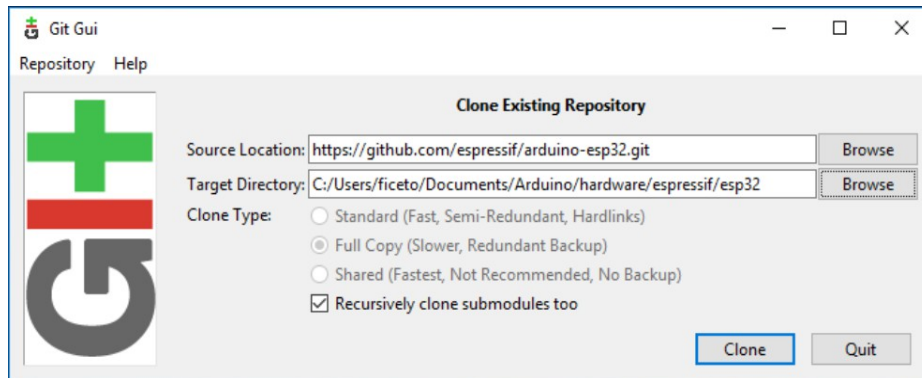 Git Gui
Repository Help
Clone Existing Repository
Source Location: https://github.com/espressif/arduino-esp32.git Browse
Target Directory: C:/Users/ficeto/Documents/Arduino/hardware/espressif/esp32 Browse
Clone Type: Standard (Fast, Semi-Redundant, Hardlinks)
Full Copy (Slower, Redundant Backup)
Shared (Fastest, Not Recommended, No Backup)
Recursively clone submodules too
Clone Quit
GIT